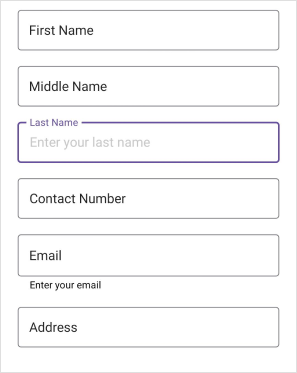 First Name
Middle Name
Last Name
Enter your last name
Contact Number
Email
Enter your email
Address